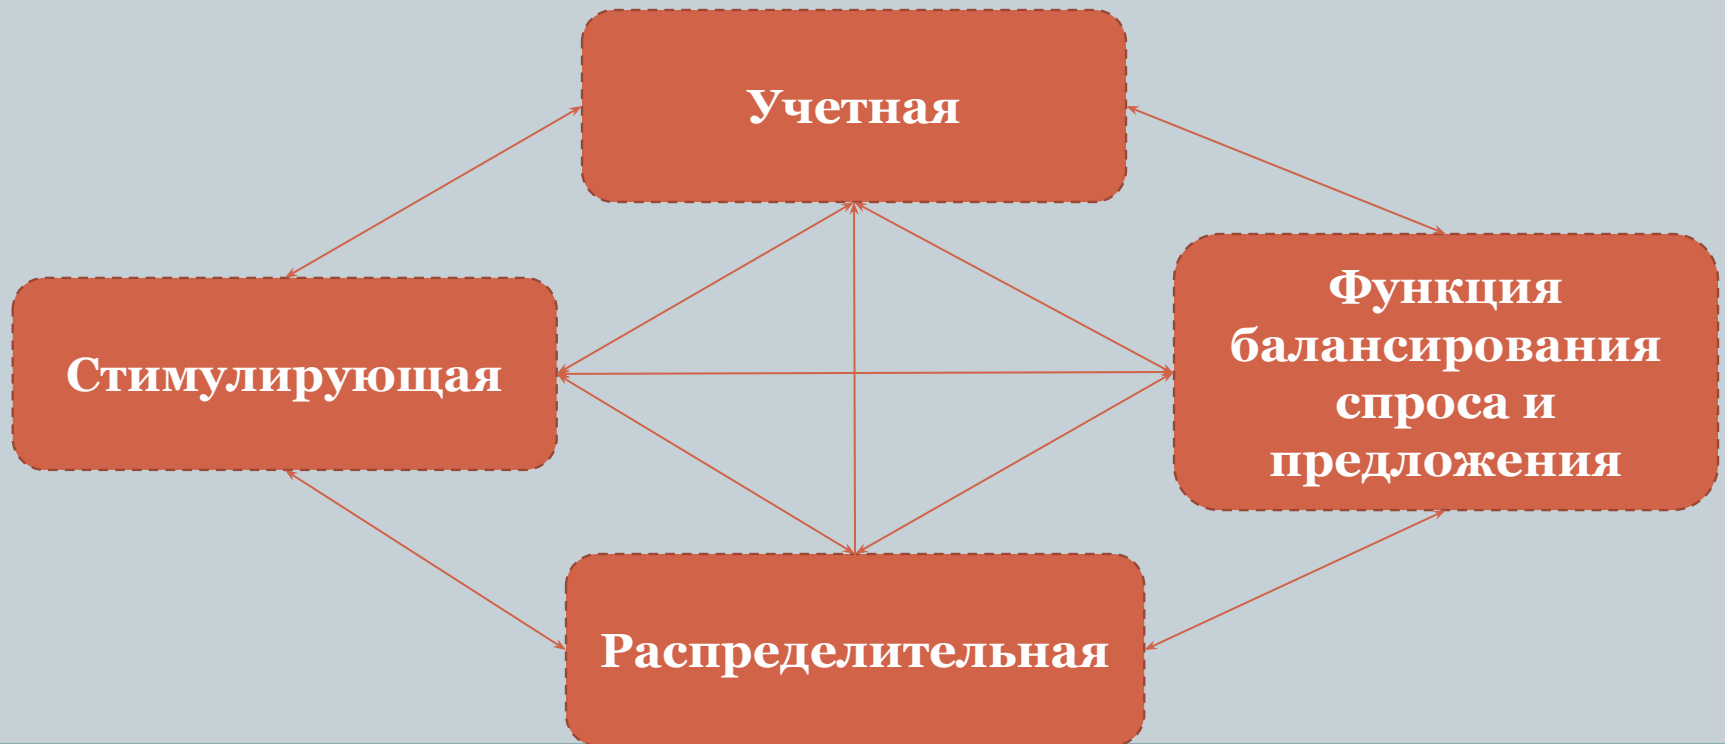 Учетная
Стимулирующая
Функция
балансирования
спроса и
предложения
Распределительная